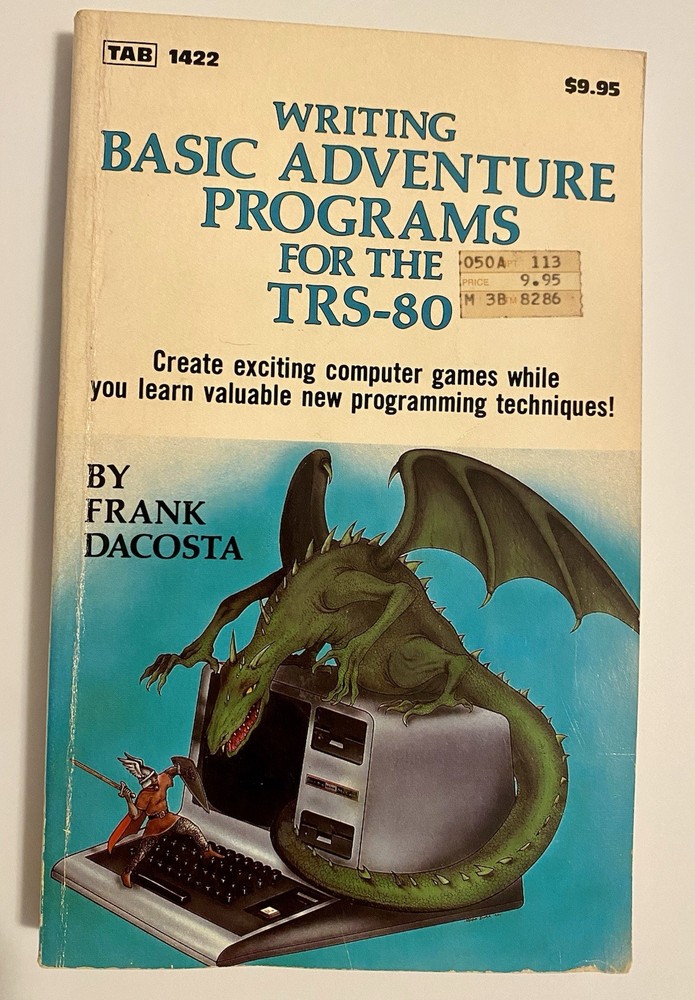 TAB 1422
$9.95
WRITING
BASIC ADVENTURE
PROGRAMS
FOR THE
TRS-80
050A PT 113
PRICE 9.95
M 3B 8286
Create exciting computer games while
you learn valuable new programming techniques!
BY
FRANK
DACOSTA